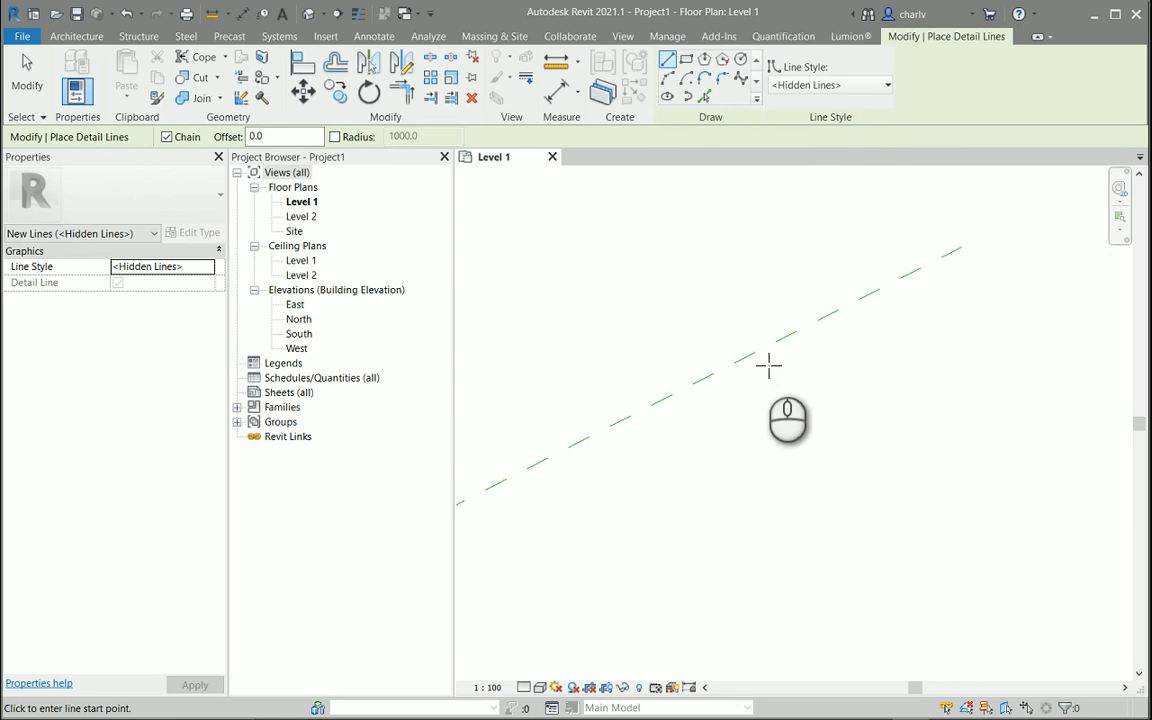 Autodesk Revit 2021.1 - Project1 - Floor Plan: Level 1
charlv
File Architecture Structure Steel Precast Systems Insert Annotate Analyze Massing & Site Collaborate View Manage Add-Ins Quantification Lumion® Modify | Place Detail Lines
Modify
Paste
Cope
Cut
Join
Line Style:
<Hidden Lines>
Select Properties Clipboard Geometry Modify View Measure Create Draw Line Style
Modify | Place Detail Lines Chain Offset: 0.0 Radius: 1000.0
Properties
New Lines (<Hidden Lines>) Edit Type
Graphics
Line Style <Hidden Lines>
Detail Line
Properties help Apply
Project Browser - Project1
Views (all)
Floor Plans
Level 1
Level 2
Site
Ceiling Plans
Level 1
Level 2
Elevations (Building Elevation)
East
North
South
West
Legends
Schedules/Quantities (all)
Sheets (all)
Families
Groups
Revit Links
Level 1
1 : 100
Click to enter line start point.
:0
Main Model
:0